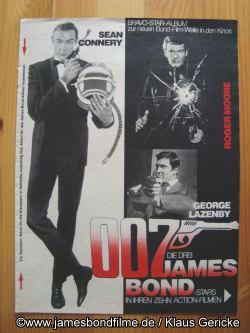 BRAVO-STAR-ALBUM
zur neuen Bond-Film-Welle in den Kinos
SEAN
CONNERY
ROGER MOORE
GEORGE
LAZENBY
007
DIE DREI
JAMES
BOND
-STARS
IN IHREN ZEHN ACTION-FILMEN
© www.jamesbondfilme.de / Klaus Gericke